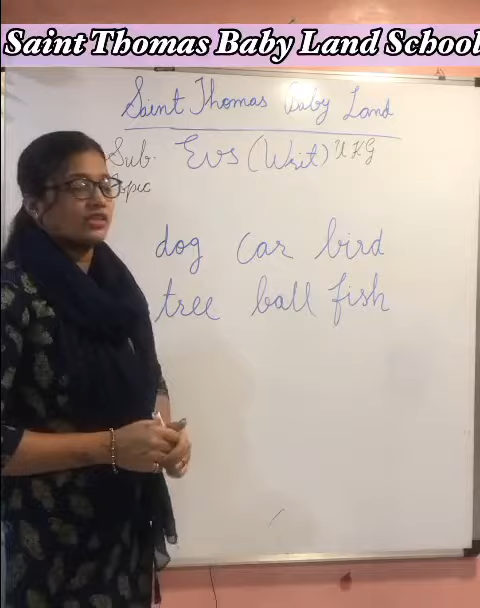 Saint Thomas Baby Land School
Saint Thomas Baby Land
Sub. EVS (Writ) UKG
Topic
dog car bird
tree ball fish